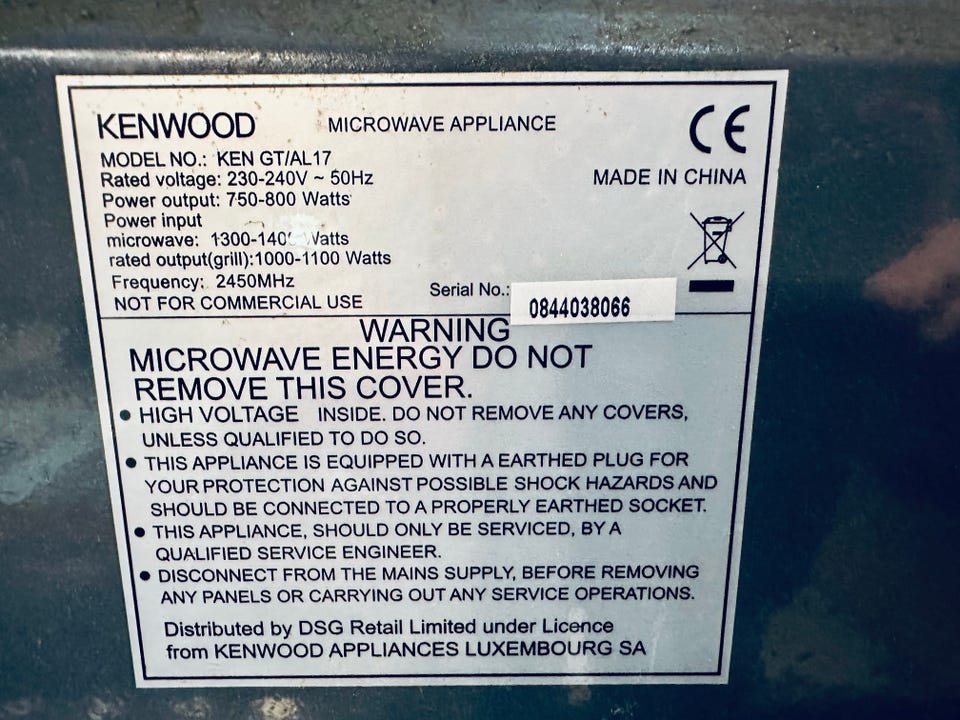 KENWOOD MICROWAVE APPLIANCE CE
MODEL NO.: KEN GT/AL17
Rated voltage: 230-240V ~ 50Hz
MADE IN CHINA
Power output: 750-800 Watts
Power input
microwave: 1300-140 Watts
rated output(grill):1000-1100 Watts
Frequency: 2450MHz
NOT FOR COMMERCIAL USE
Serial No.: 0844038066
WARNING
MICROWAVE ENERGY DO NOT
REMOVE THIS COVER.
• HIGH VOLTAGE INSIDE. DO NOT REMOVE ANY COVERS,
UNLESS QUALIFIED TO DO SO.
• THIS APPLIANCE IS EQUIPPED WITH A EARTHED PLUG FOR
YOUR PROTECTION AGAINST POSSIBLE SHOCK HAZARDS AND
SHOULD BE CONNECTED TO A PROPERLY EARTHED SOCKET.
• THIS APPLIANCE, SHOULD ONLY BE SERVICED, BY A
QUALIFIED SERVICE ENGINEER.
• DISCONNECT FROM THE MAINS SUPPLY, BEFORE REMOVING
ANY PANELS OR CARRYING OUT ANY SERVICE OPERATIONS.
Distributed by DSG Retail Limited under Licence
from KENWOOD APPLIANCES LUXEMBOURG SA